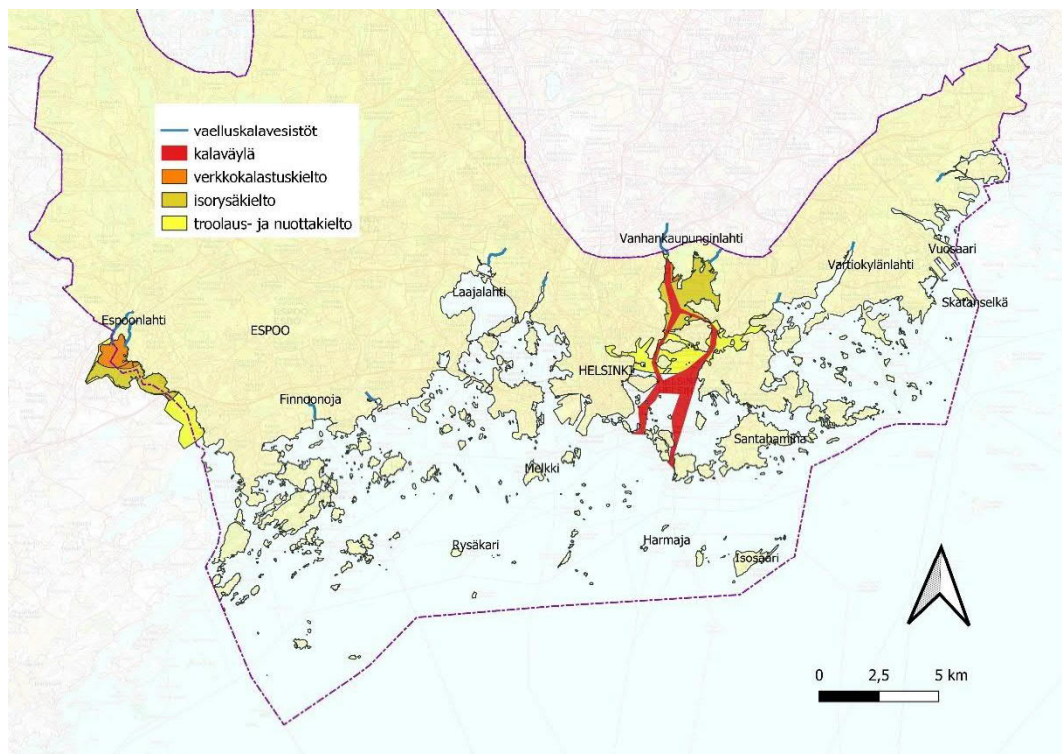 vaelluskalavesistöt
kalaväylä
verkkokalastuskielto
isorysäkielto
troolaus- ja nuottakielto
Vanhankaupunginlahti
Vuosaari
Vartiokylänlahti
Laajalahti
Skatanselkä
Espoonlahti
ESPOO
HELSINKI
Finnoonoja
Santahamina
Melkki
Rysäkari
Harmaja
Isosaari
0 2,5 5 km